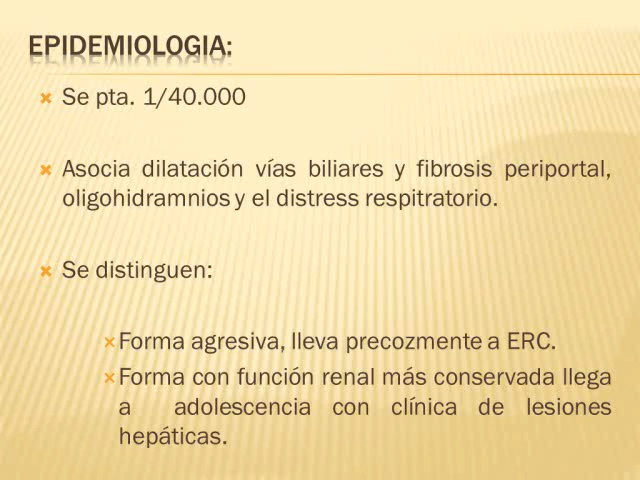 EPIDEMIOLOGIA:
Se pta. 1/40.000
Asocia dilatación vías biliares y fibrosis periportal,
oligohidramnios y el distress respitratorio.
Se distinguen:
Forma agresiva, lleva precozmente a ERC.
Forma con función renal más conservada llega
a adolescencia con clínica de lesiones
hepáticas.